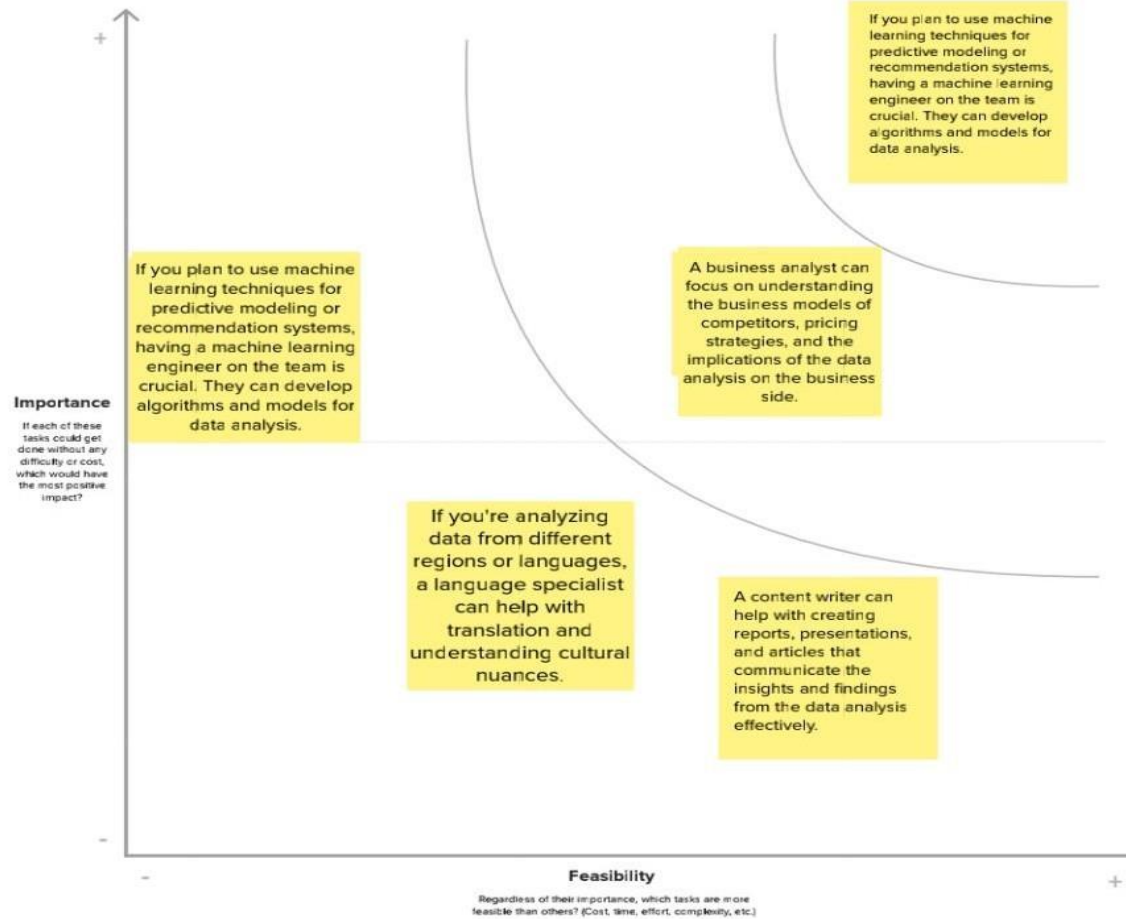 +
If you plan to use machine
learning techniques for
predictive modeling or
recommendation systems,
having a machine learning
engineer on the team is
crucial. They can develop
algorithms and models for
data analysis.
If you plan to use machine
learning techniques for
predictive modeling or
recommendation systems,
having a machine learning
engineer on the team is
crucial. They can develop
algorithms and models for
data analysis.
A business analyst can
focus on understanding
the business models of
competitors, pricing
strategies, and the
implications of the data
analysis on the business
side.
Importance
If each of these
tasks could get
done without any
difficulty or cost,
which would have
the most positive
impact?
If you're analyzing
data from different
regions or languages,
a language specialist
can help with
translation and
understanding cultural
nuances.
A content writer can
help with creating
reports, presentations,
and articles that
communicate the
insights and findings
from the data analysis
effectively.
-
-
Feasibility
+
Regardless of their importance, which tasks are more
feasible than others? (Cost, time, effort, complexity, etc.)